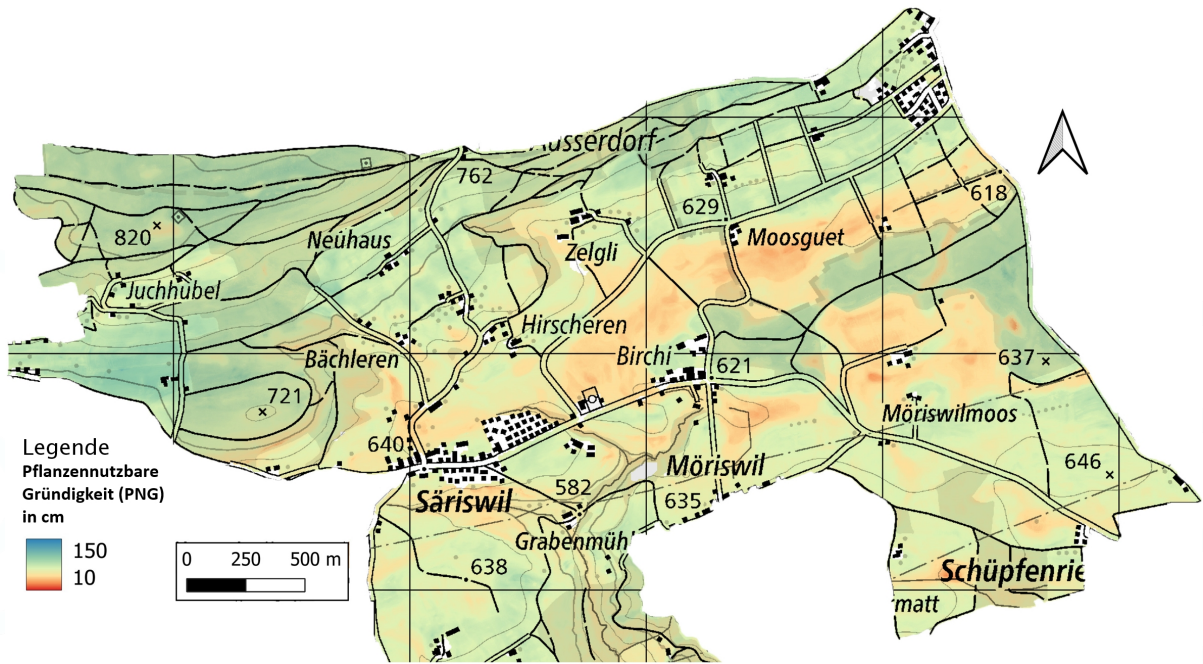 usserdorf
762
629
618
820
Neuhaus
Zelgli
Moosguet
Juchhubel
Hirscheren
Bächleren
Birchi
621
637
721
Möriswilmoos
640
Möriswil
646
Säriswil
582
635
Grabenmüh
638
Schüpfenrie
rmatt
Legende
Pflanzennutzbare
Gründigkeit (PNG)
in cm
150
10
0 250 500 m